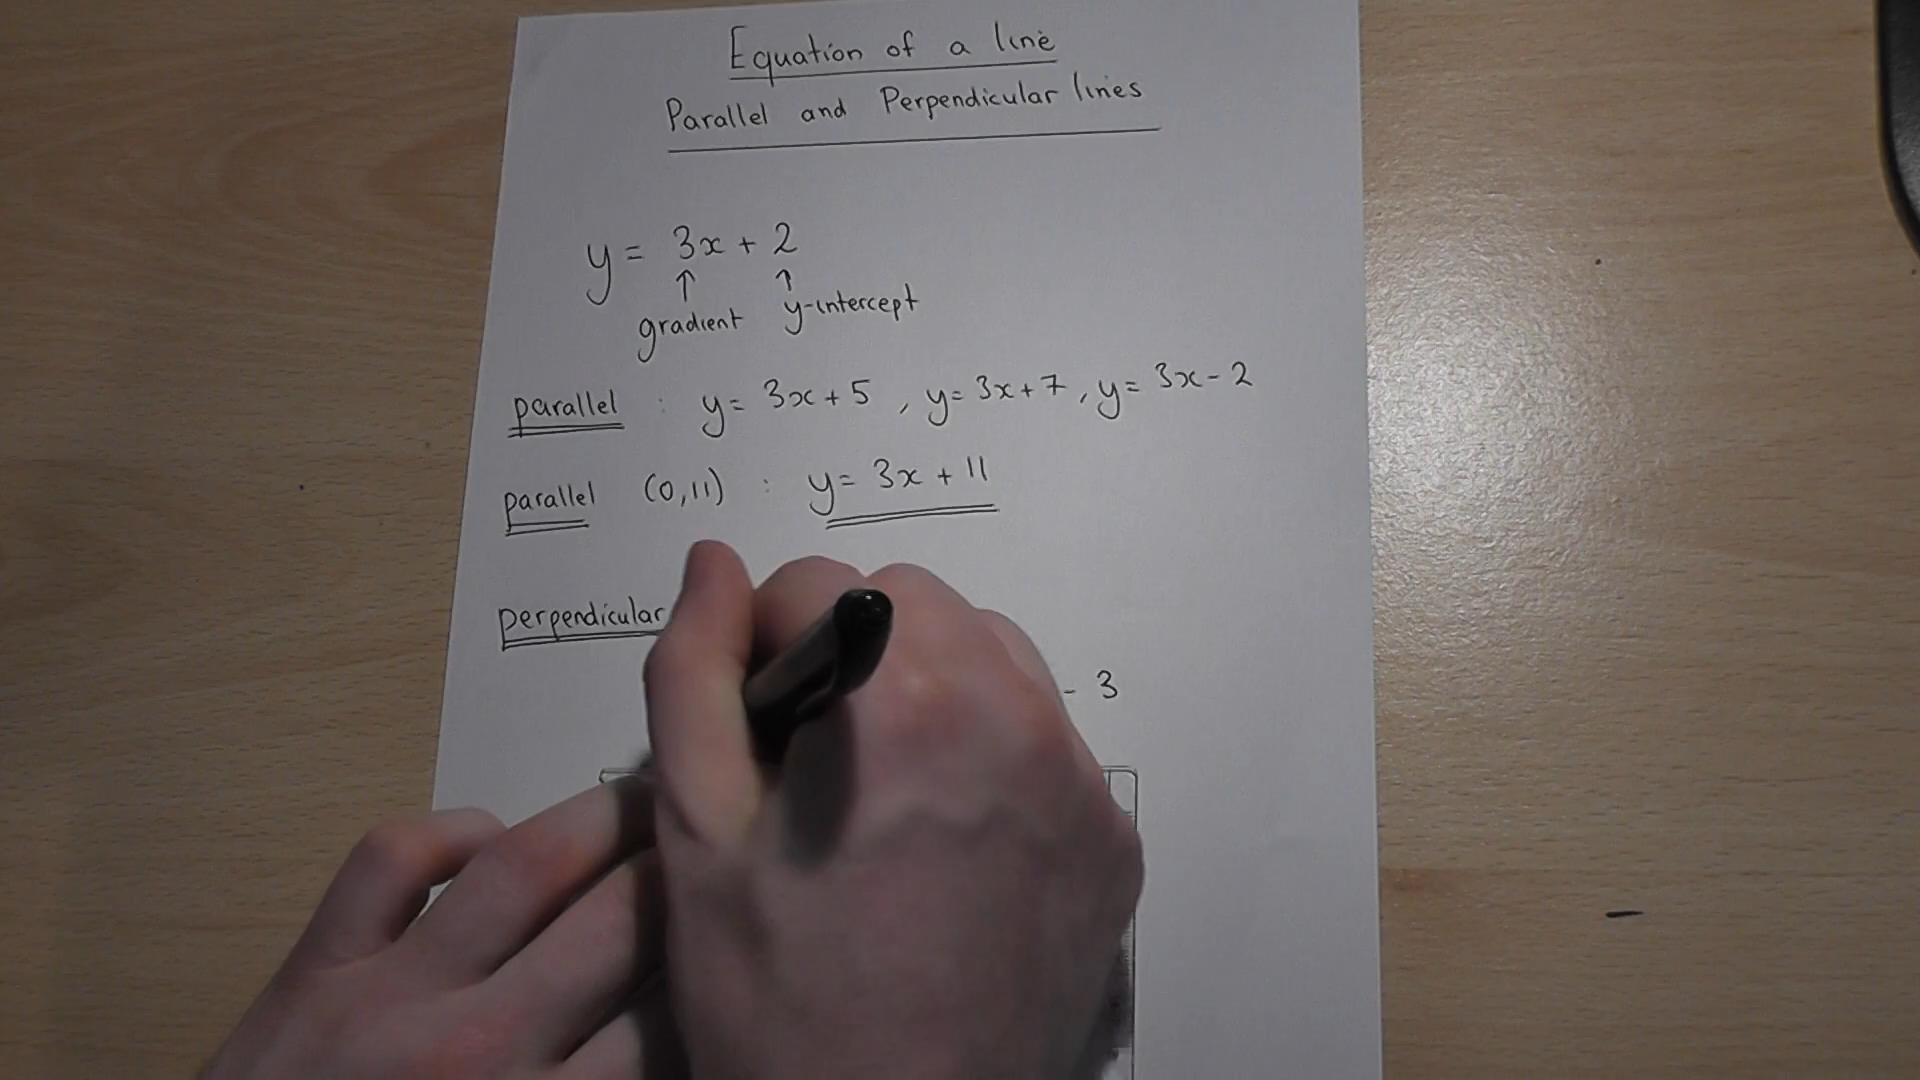 Equation of a line
Parallel and Perpendicular lines
y = 3x + 2
↑ ↑
gradient y-intercept
parallel : y = 3x + 5 , y = 3x + 7 , y = 3x - 2
parallel (0,11) : y = 3x + 11
perpendicular
- 3